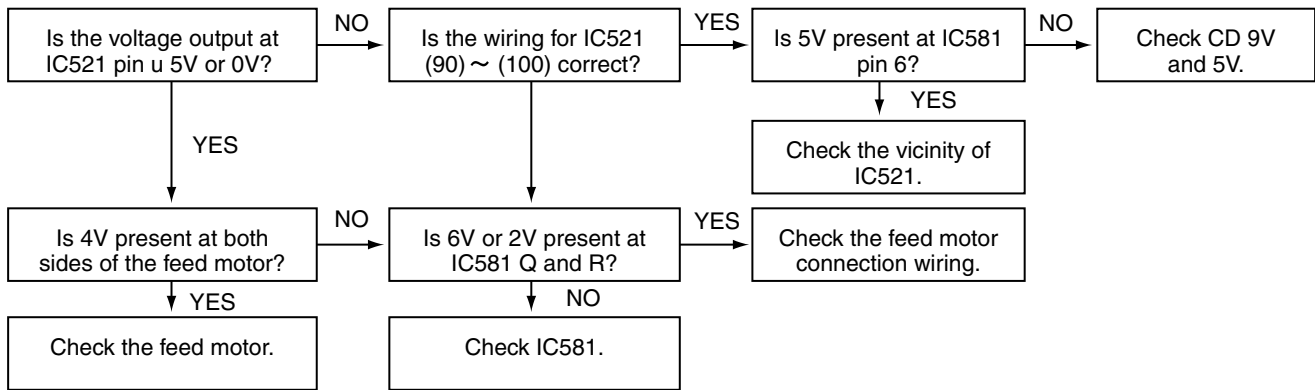 Is the voltage output at
IC521 pin u 5V or 0V?
NO
Is the wiring for IC521
(90) ~ (100) correct?
YES
Is 5V present at IC581
pin 6?
NO
Check CD 9V
and 5V.
YES
YES
Check the vicinity of
IC521.
Is 4V present at both
sides of the feed motor?
NO
Is 6V or 2V present at
IC581 Q and R?
YES
Check the feed motor
connection wiring.
YES
NO
Check the feed motor.
Check IC581.